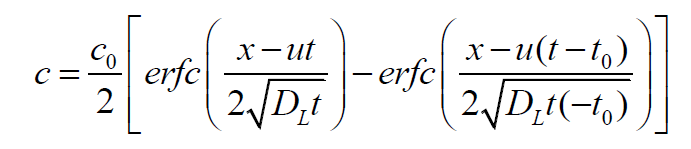 c = \frac{c_0}{2} \left[ erfc \left( \frac{x - ut}{2\sqrt{D_L t}} \right) - erfc \left( \frac{x - u(t - t_0)}{2\sqrt{D_L t(-t_0)}} \right) \right]